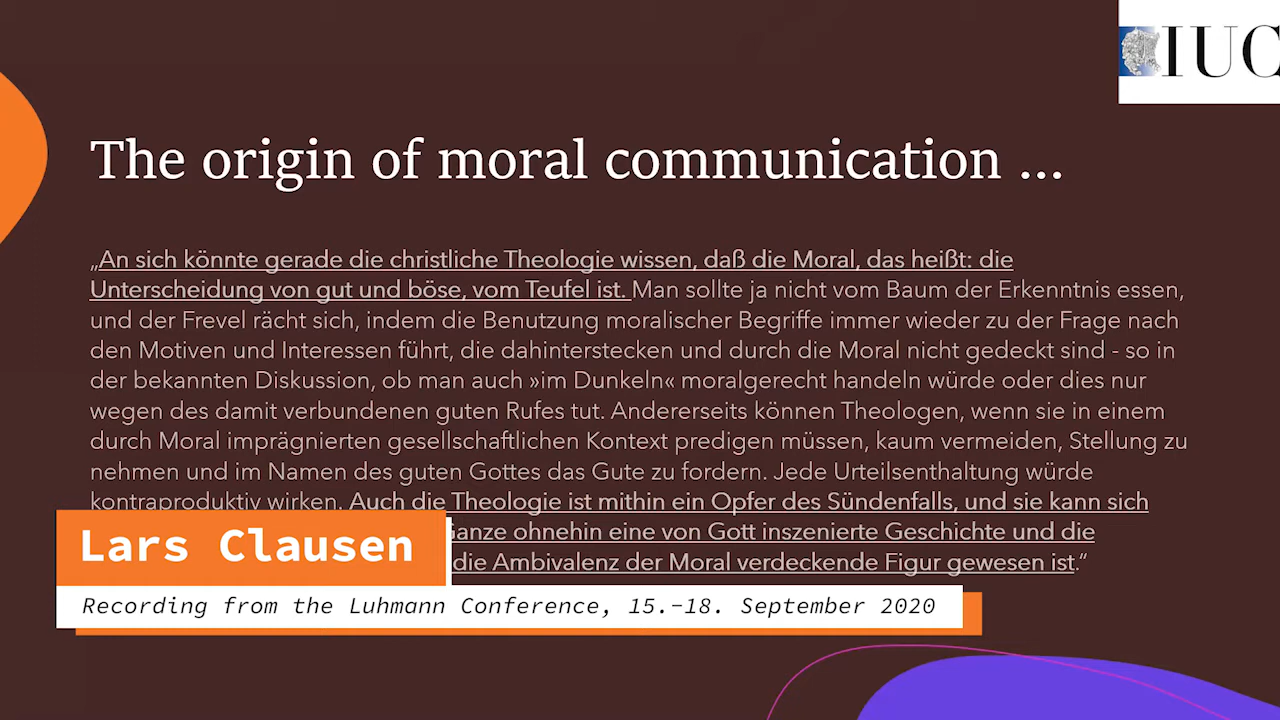 IUC
The origin of moral communication ...
„An sich könnte gerade die christliche Theologie wissen, daß die Moral, das heißt: die
Unterscheidung von gut und böse, vom Teufel ist. Man sollte ja nicht vom Baum der Erkenntnis essen,
und der Frevel rächt sich, indem die Benutzung moralischer Begriffe immer wieder zu der Frage nach
den Motiven und Interessen führt, die dahinterstecken und durch die Moral nicht gedeckt sind - so in
der bekannten Diskussion, ob man auch »im Dunkeln« moralgerecht handeln würde oder dies nur
wegen des damit verbundenen guten Rufes tut. Andererseits können Theologen, wenn sie in einem
durch Moral imprägnierten gesellschaftlichen Kontext predigen müssen, kaum vermeiden, Stellung zu
nehmen und im Namen des guten Gottes das Gute zu fordern. Jede Urteilsenthaltung würde
kontraproduktiv wirken. Auch die Theologie ist mithin ein Opfer des Sündenfalls, und sie kann sich
Ganze ohnehin eine von Gott inszenierte Geschichte und die
die Ambivalenz der Moral verdeckende Figur gewesen ist.“
Lars Clausen
Recording from the Luhmann Conference, 15.-18. September 2020